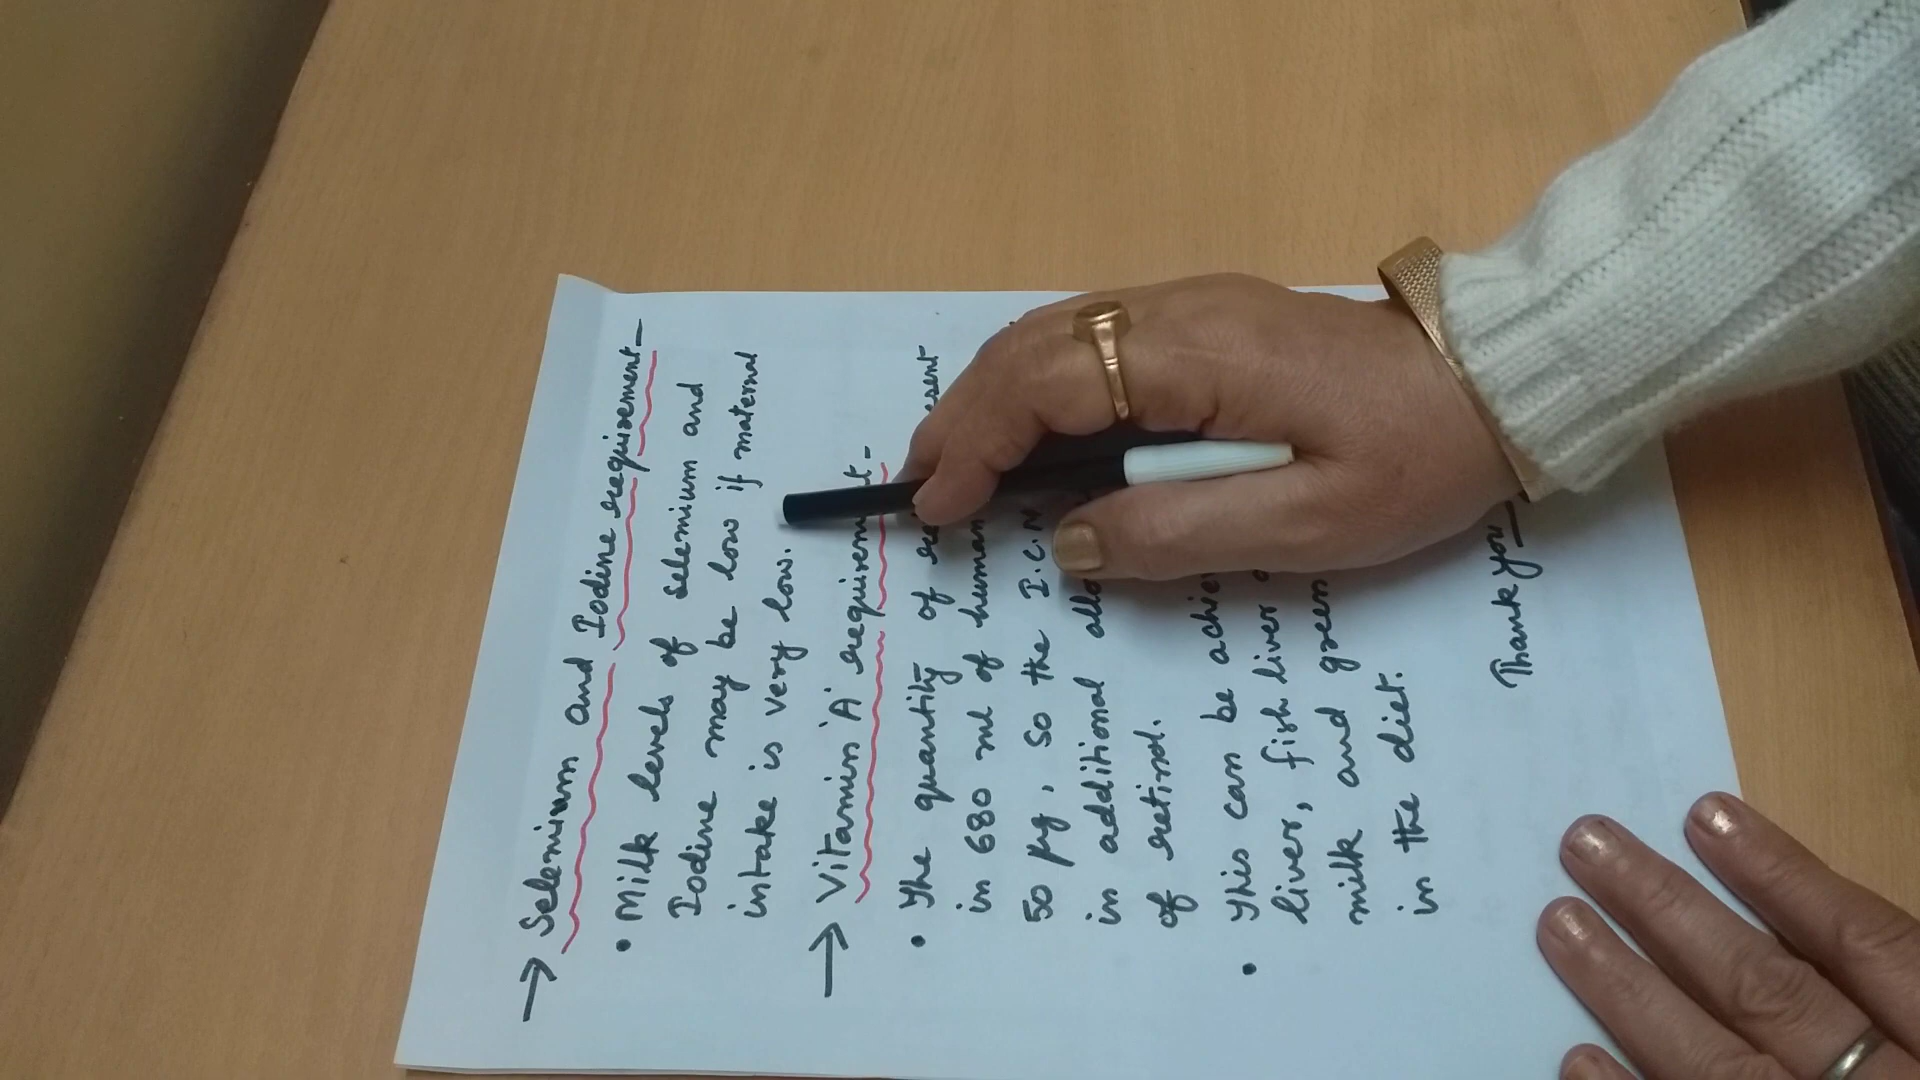 → Selenium and Iodine requirement-
• Milk levels of selenium and
Iodine may be low if maternal
intake is very low.
→ Vitamin 'A' requirement-
• The quantity of
in 680 ml of human
50 µg, so the I.C.
in additional
of retinol.
• This can be
liver, fish liver
milk and green
in the diet.
Thank you